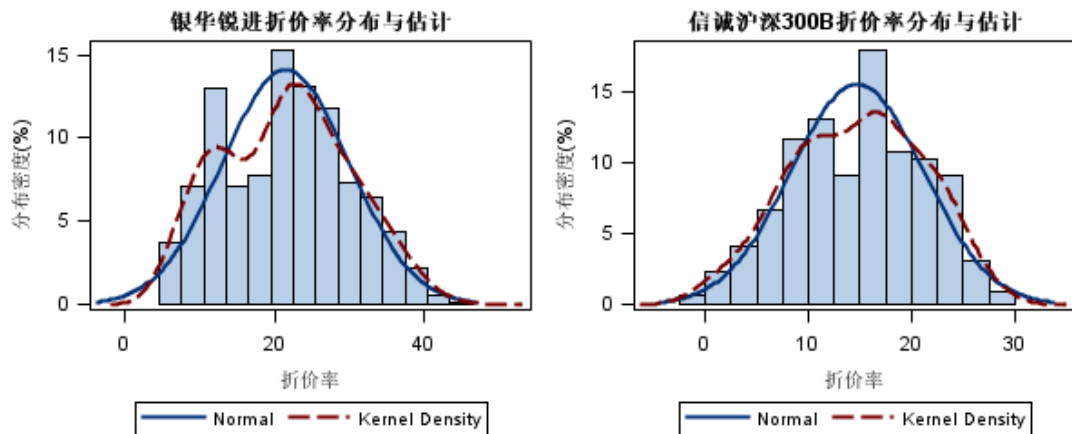 银华锐进折价率分布与估计
15
10
5
0
分布密度(%)
0 20 40
折价率
Normal Kernel Density
信诚沪深300B折价率分布与估计
15
10
5
0
分布密度(%)
0 10 20 30
折价率
Normal Kernel Density